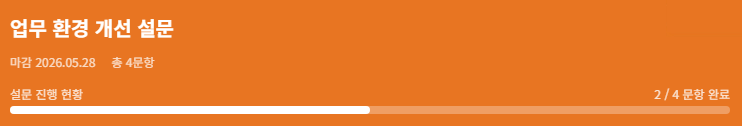 업무 환경 개선 설문
마감 2026.05.28 총 4문항
설문 진행 현황 2 / 4 문항 완료